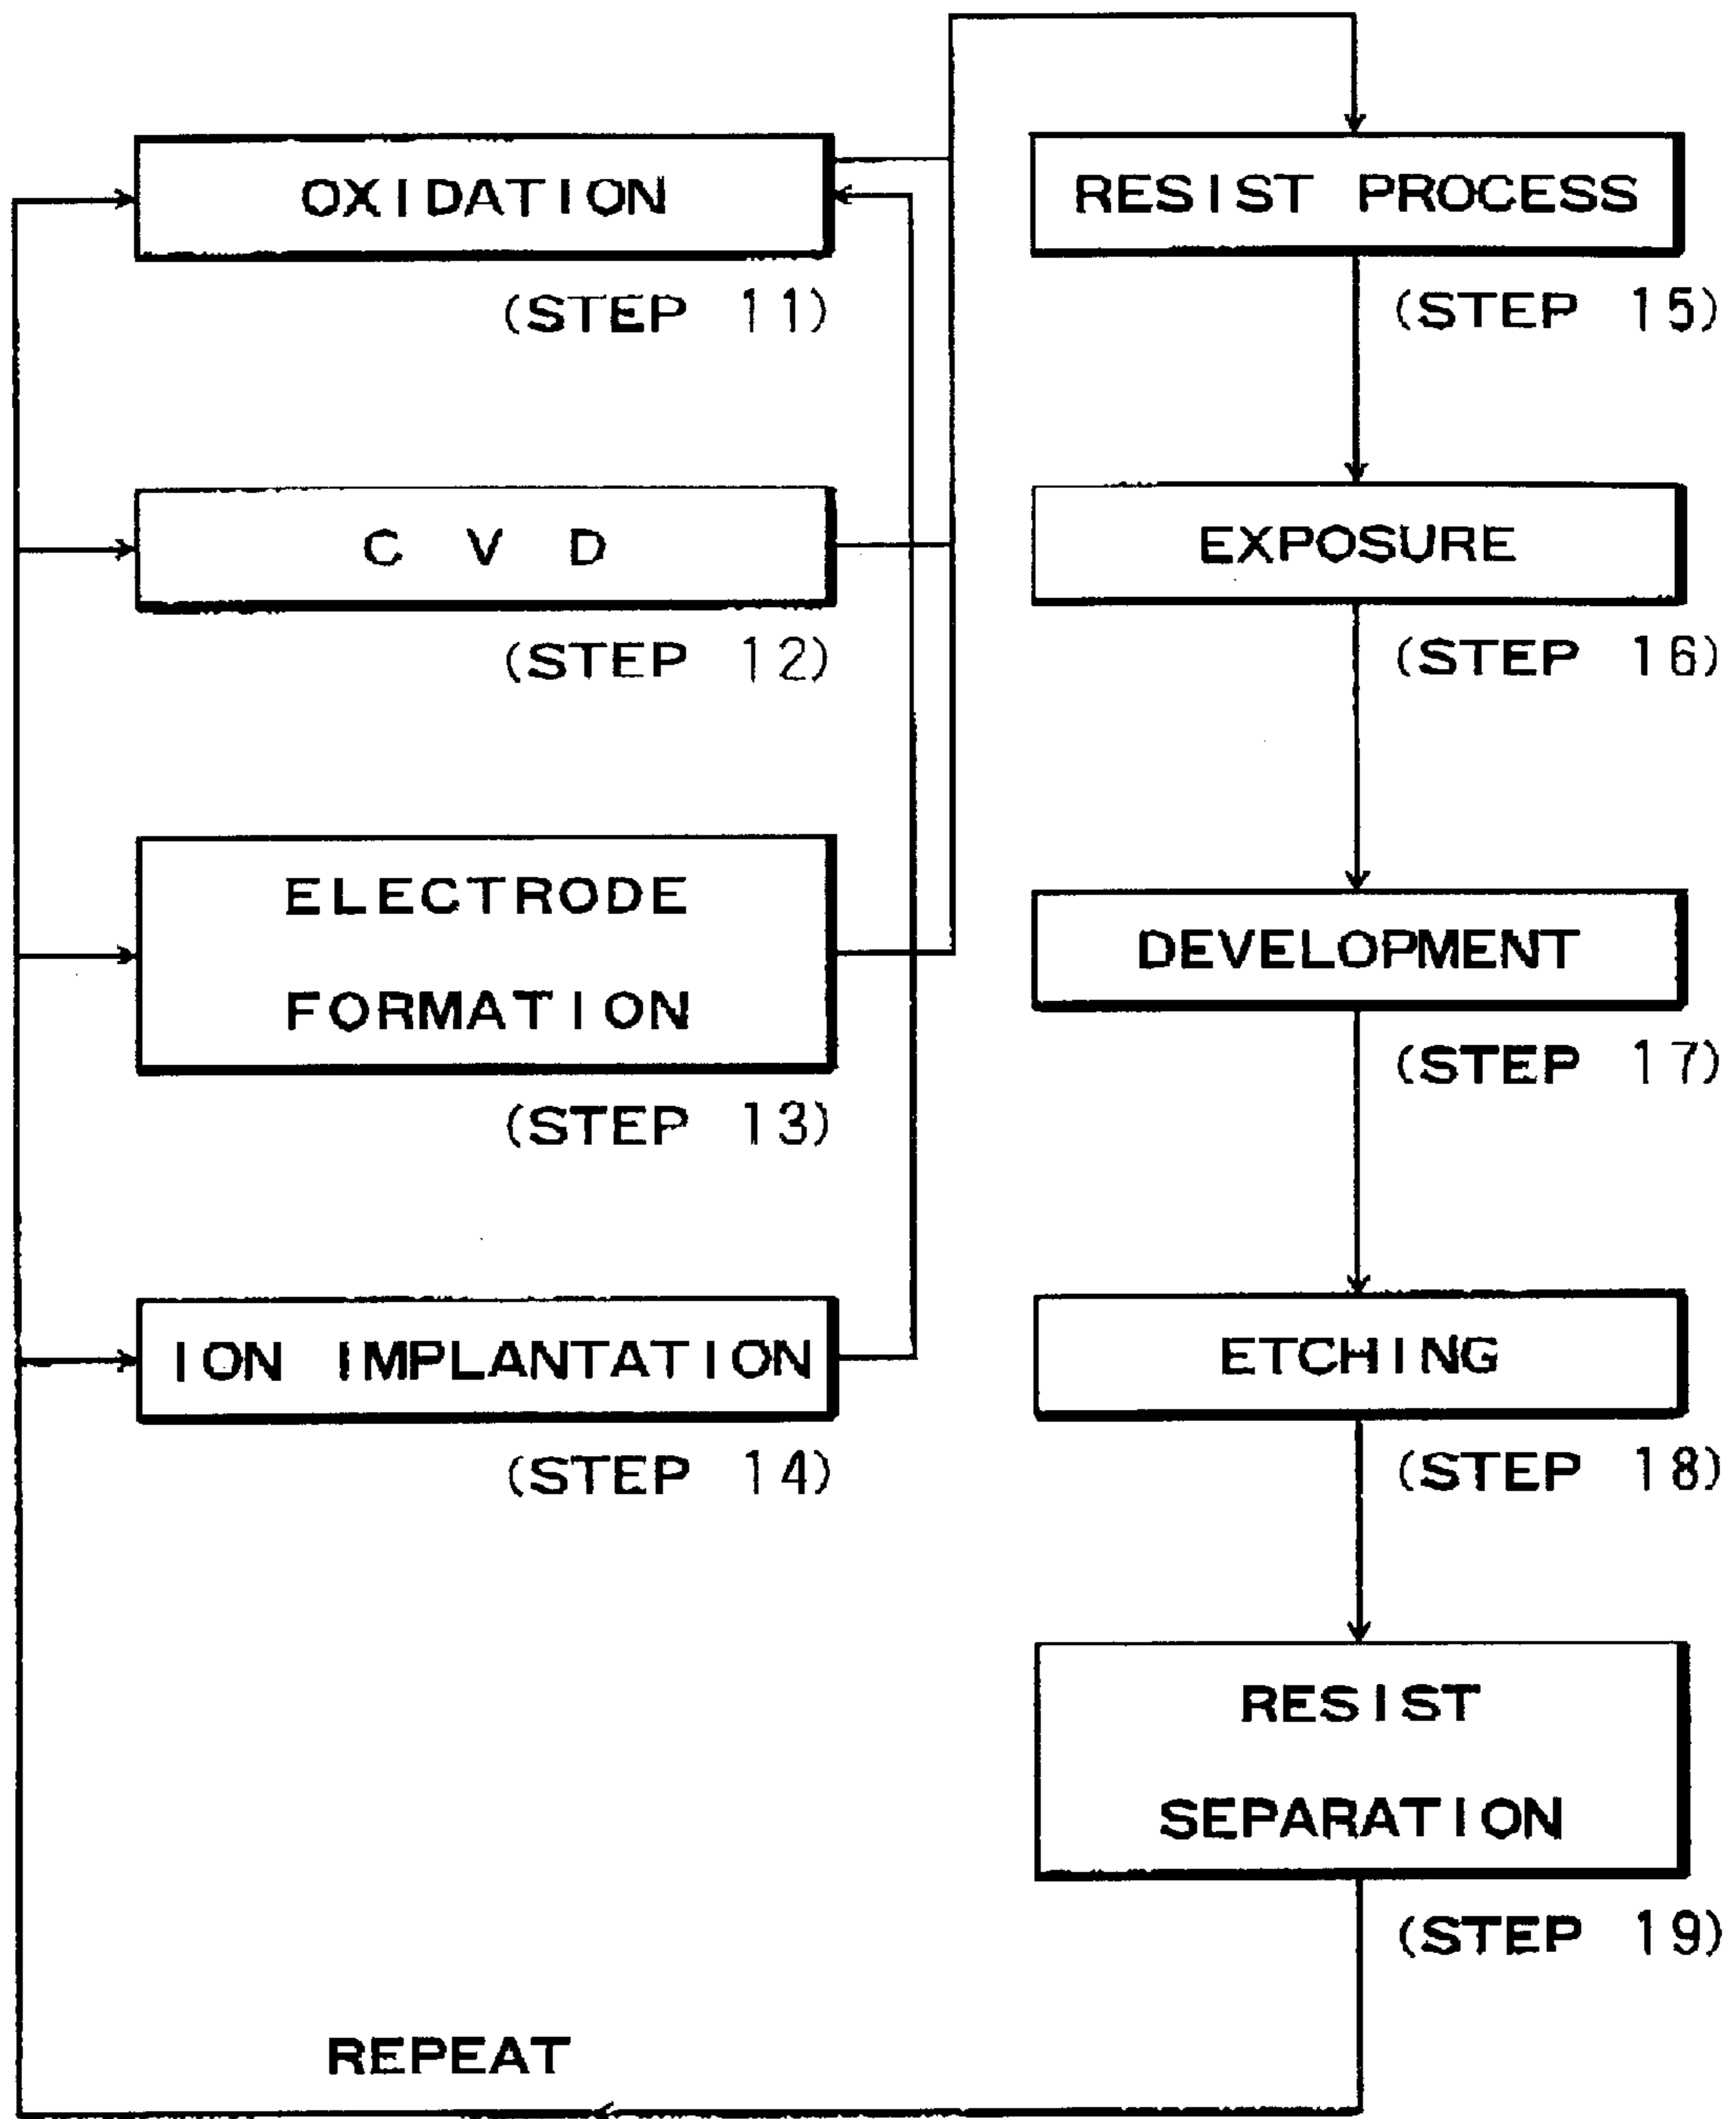 OXIDATION
(STEP 11)
C V D
(STEP 12)
ELECTRODE
FORMATION
(STEP 13)
ION IMPLANTATION
(STEP 14)
RESIST PROCESS
(STEP 15)
EXPOSURE
(STEP 16)
DEVELOPMENT
(STEP 17)
ETCHING
(STEP 18)
RESIST
SEPARATION
(STEP 19)
REPEAT